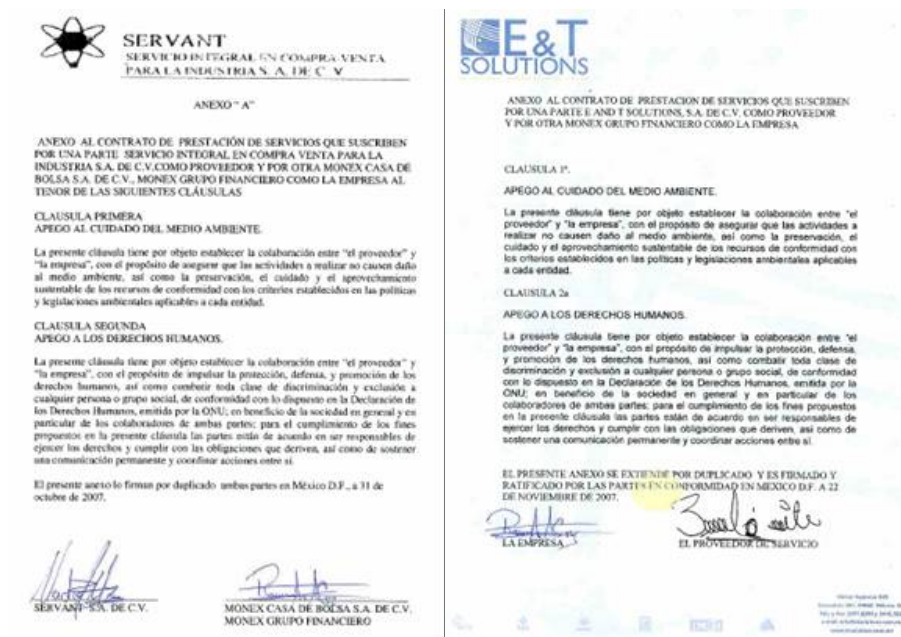 SERVANT
SERVICIO INTEGRAL EN COMPRA-VENTA
PARA LA INDUSTRIA S. A. DE C. V
ANEXO " A"
ANEXO AL CONTRATO DE PRESTACIÓN DE SERVICIOS QUE SUSCRIBEN
POR UNA PARTE SERVICIO INTEGRAL EN COMPRA VENTA PARA LA
INDUSTRIA S.A. DE C.V.COMO PROVEEDOR Y POR OTRA MONEX CASA DE
BOLSA S.A. DE C.V., MONEX GRUPO FINANCIERO COMO LA EMPRESA AL
TENOR DE LAS SIGUIENTES CLÁUSULAS
CLAUSULA PRIMERA
APEGO AL CUIDADO DEL MEDIO AMBIENTE.
La presente cláusula tiene por objeto establecer la colaboración entre "el proveedor" y
"la empresa", con el propósito de asegurar que las actividades a realizar no causen daño
al medio ambiente, así como la preservación, el cuidado y el aprovechamiento
sustentable de los recursos de conformidad con los criterios establecidos en las políticas
y legislaciones ambientales aplicables a cada entidad.
CLAUSULA SEGUNDA
APEGO A LOS DERECHOS HUMANOS.
La presente cláusula tiene por objeto establecer la colaboración entre "el proveedor" y
"la empresa", con el propósito de impulsar la protección, defensa, y promoción de los
derechos humanos, así como combatir toda clase de discriminación y exclusión a
cualquier persona o grupo social, de conformidad con lo dispuesto en la Declaración de
los Derechos Humanos, emitida por la ONU; en beneficio de la sociedad en general y en
particular de los colaboradores de ambas partes; para el cumplimiento de los fines
propuestos en la presente cláusula las partes están de acuerdo en ser responsables de
ejercer los derechos y cumplir con las obligaciones que deriven, así como de sostener
una comunicación permanente y coordinar acciones entre sí.
El presente anexo lo firman por duplicado ambas partes en México D.F., a 31 de
octubre de 2007.
SERVANT S.A. DE C.V.
MONEX CASA DE BOLSA S.A. DE C.V.
MONEX GRUPO FINANCIERO
E&T
SOLUTIONS
ANEXO AL CONTRATO DE PRESTACION DE SERVICIOS QUE SUSCRIBEN
POR UNA PARTE E AND T SOLUTIONS, S.A. DE C.V. COMO PROVEEDOR
Y POR OTRA MONEX GRUPO FINANCIERO COMO LA EMPRESA
CLAUSULA 1ª.
APEGO AL CUIDADO DEL MEDIO AMBIENTE.
La presente cláusula tiene por objeto establecer la colaboración entre "el
proveedor" y "la empresa", con el propósito de asegurar que las actividades a
realizar no causen daño al medio ambiente, así como la preservación, el
cuidado y el aprovechamiento sustentable de los recursos de conformidad con
los criterios establecidos en las políticas y legislaciones ambientales aplicables
a cada entidad.
CLAUSULA 2a
APEGO A LOS DERECHOS HUMANOS.
La presente cláusula tiene por objeto establecer la colaboración entre "el
proveedor" y "la empresa", con el propósito de impulsar la protección, defensa,
y promoción de los derechos humanos, así como combatir toda clase de
discriminación y exclusión a cualquier persona o grupo social, de conformidad
con lo dispuesto en la Declaración de los Derechos Humanos, emitida por la
ONU; en beneficio de la sociedad en general y en particular de los
colaboradores de ambas partes; para el cumplimiento de los fines propuestos
en la presente cláusula las partes están de acuerdo en ser responsables de
ejercer los derechos y cumplir con las obligaciones que deriven, así como de
sostener una comunicación permanente y coordinar acciones entre sí.
EL PRESENTE ANEXO SE EXTIENDE POR DUPLICADO Y ES FIRMADO Y
RATIFICADO POR LAS PARTES EN CONFORMIDAD EN MEXICO D.F. A 22
DE NOVIEMBRE DE 2007.
LA EMPRESA
EL PROVEEDOR DE SERVICIO